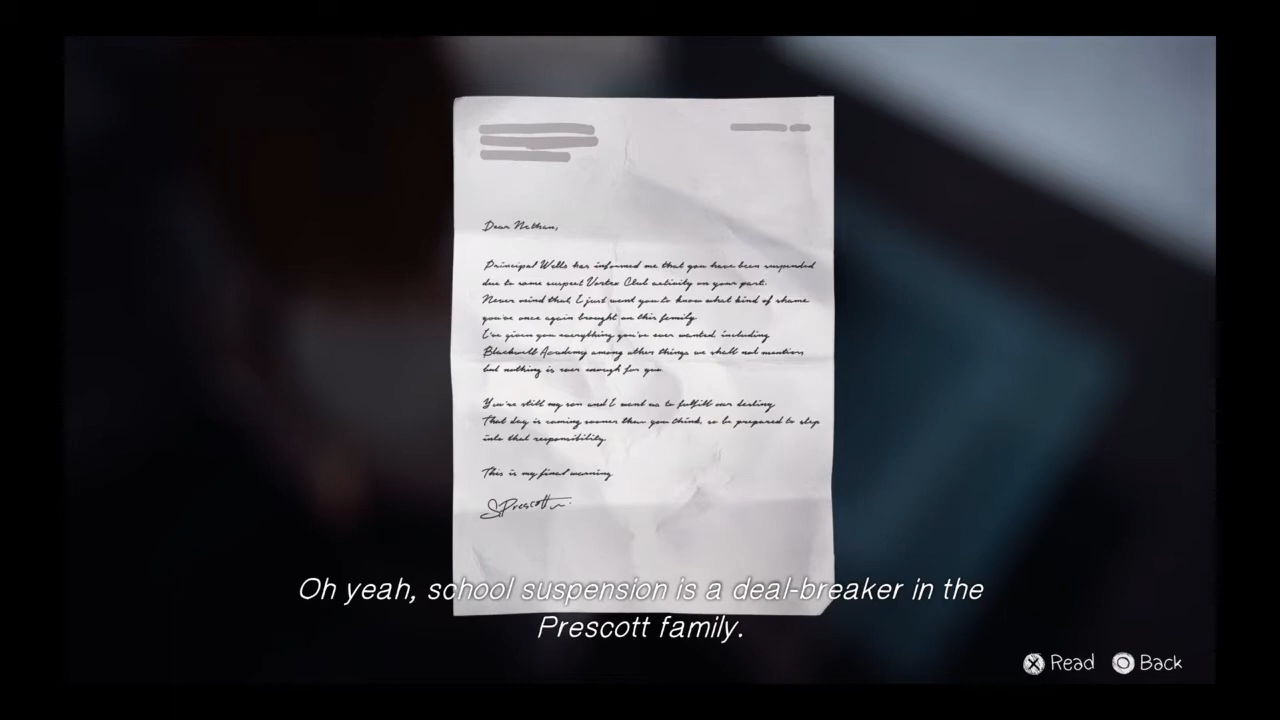 Dear Nathan,
Principal Wells has informed me that you have been suspended
due to some suspect Vortex Club activity on your part.
Never mind that, I just want you to know what kind of shame
you've once again brought on this family
I've given you everything you've ever wanted, including
Blackwell Academy among other things we shall not mention
but nothing is ever enough for you
You're still my son and I want us to fulfill our destiny
That day is coming sooner than you think, so be prepared to step
into that responsibility.
This is my final warning
SPrescott
Oh yeah, school suspension is a deal-breaker in the
Prescott family.
Read Back